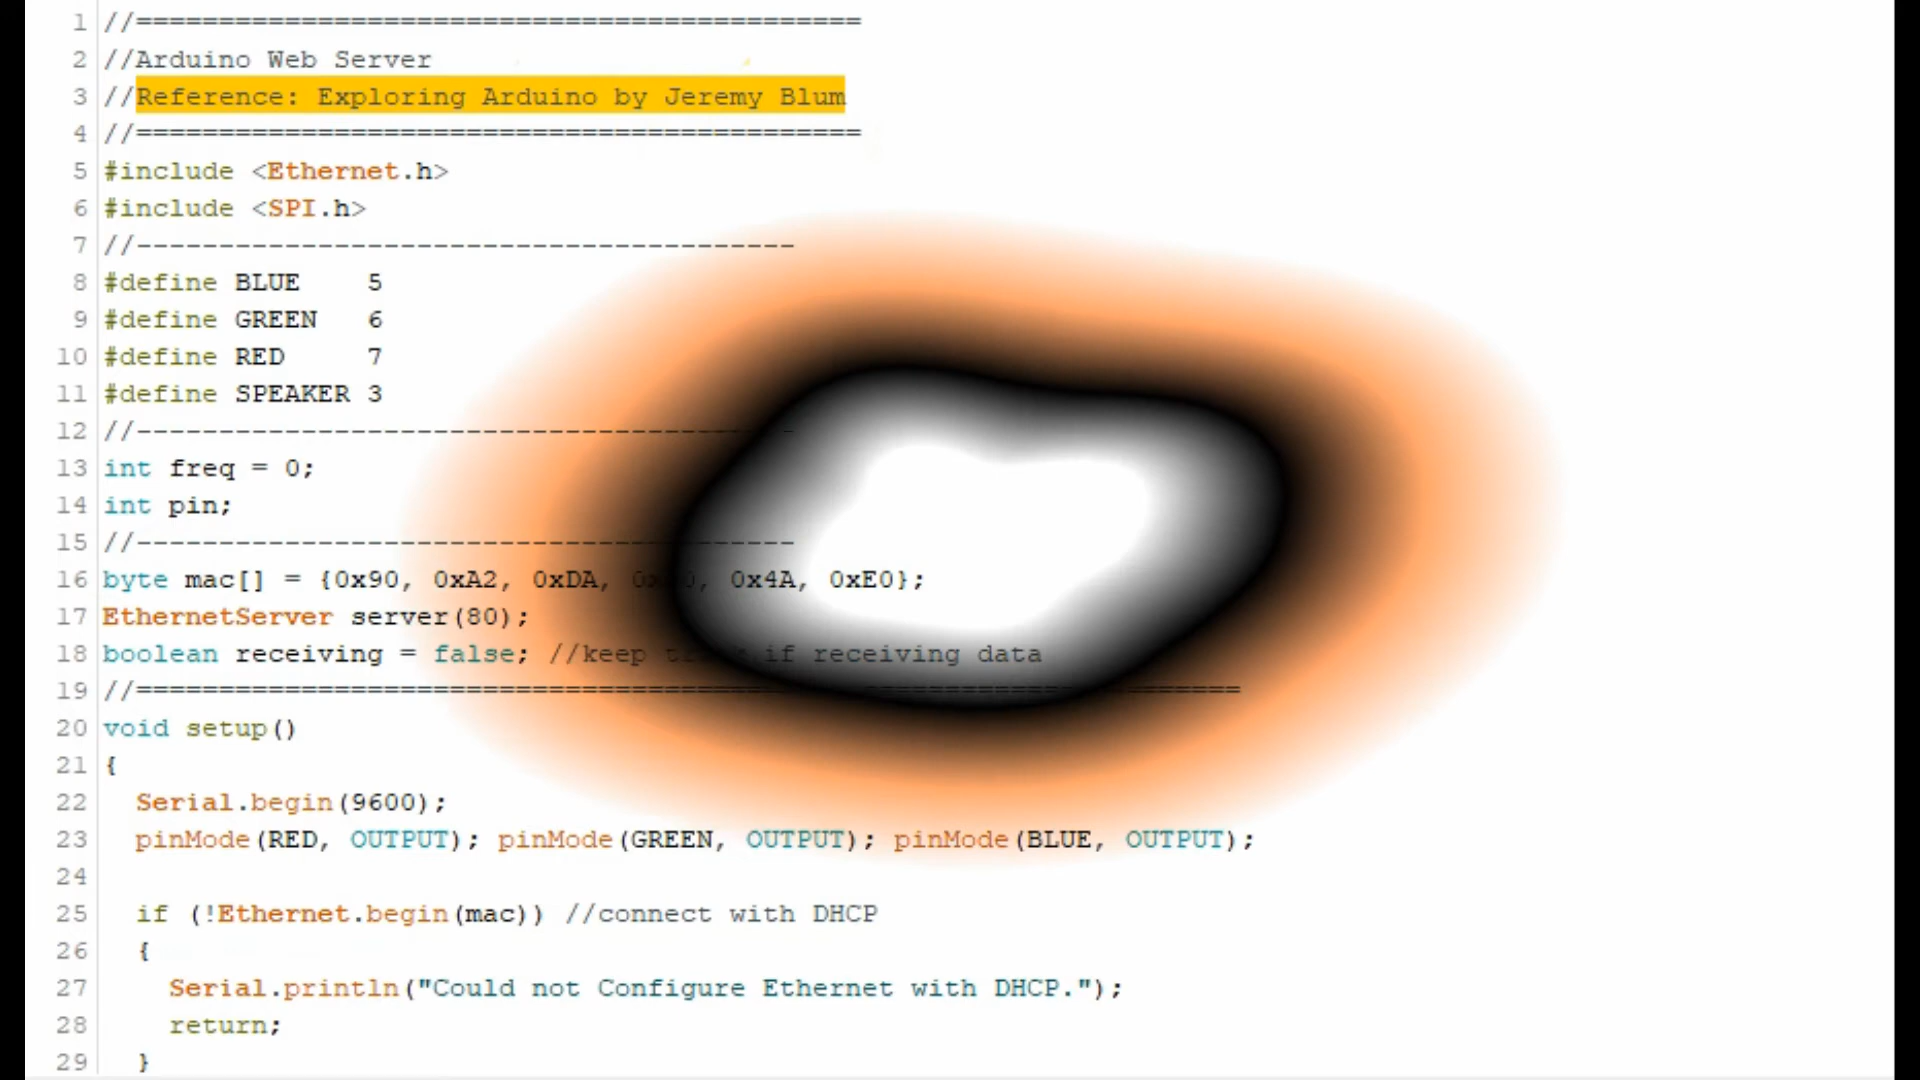 1 //============================================
2 //Arduino Web Server
3 //Reference: Exploring Arduino by Jeremy Blum
4 //============================================
5 #include <Ethernet.h>
6 #include <SPI.h>
7 //----------------------------------------
8 #define BLUE    5
9 #define GREEN   6
10 #define RED     7
11 #define SPEAKER 3
12 //----------------------------------------
13 int freq = 0;
14 int pin;
15 //----------------------------------------
16 byte mac[] = {0x90, 0xA2, 0xDA, 0x4A, 0xE0};
17 EthernetServer server(80);
18 boolean receiving = false; //keep if receiving data
19 //===================================================================
20 void setup()
21 {
22   Serial.begin(9600);
23   pinMode(RED, OUTPUT); pinMode(GREEN, OUTPUT); pinMode(BLUE, OUTPUT);
24
25   if (!Ethernet.begin(mac)) //connect with DHCP
26   {
27     Serial.println("Could not Configure Ethernet with DHCP.");
28     return;
29   }